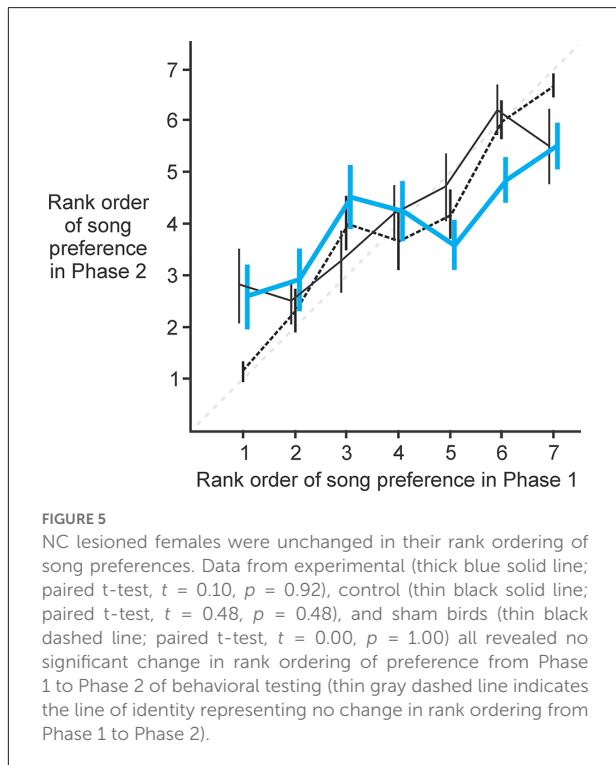 7
6
Rank order
of song
preference
in Phase 2
5
4
3
2
1
1 2 3 4 5 6 7
Rank order of song preference in Phase 1
FIGURE 5
NC lesioned females were unchanged in their rank ordering of
song preferences. Data from experimental (thick blue solid line;
paired t-test, t = 0.10, p = 0.92), control (thin black solid line;
paired t-test, t = 0.48, p = 0.48), and sham birds (thin black
dashed line; paired t-test, t = 0.00, p = 1.00) all revealed no
significant change in rank ordering of preference from Phase
1 to Phase 2 of behavioral testing (thin gray dashed line indicates
the line of identity representing no change in rank ordering from
Phase 1 to Phase 2).